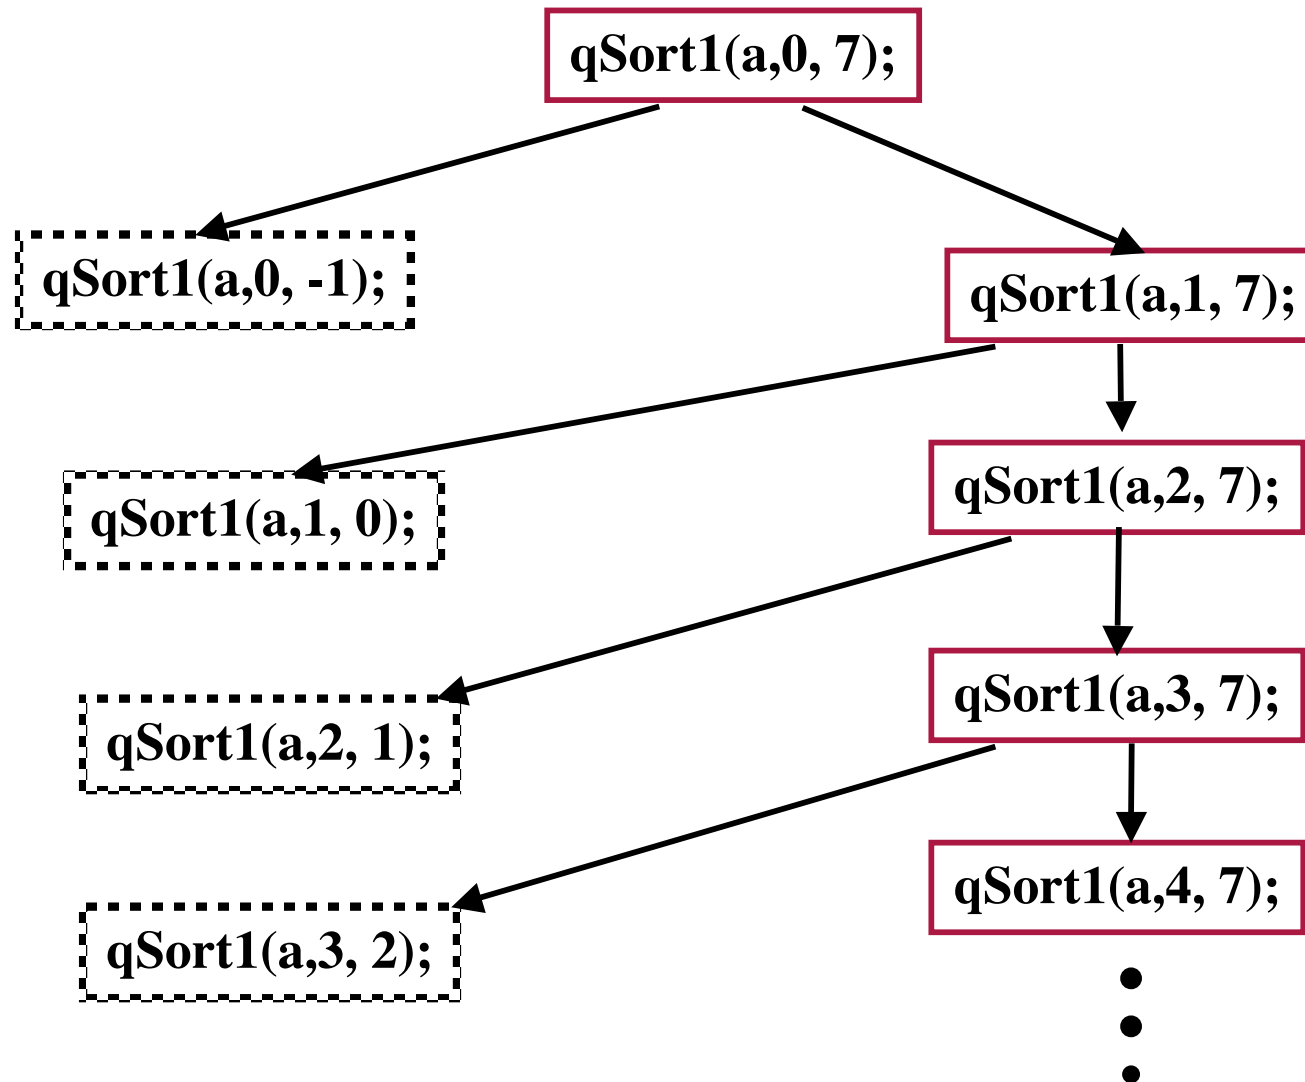 qSort1(a,0, 7);
qSort1(a,0, -1);
qSort1(a,1, 7);
qSort1(a,2, 7);
qSort1(a,1, 0);
qSort1(a,3, 7);
qSort1(a,2, 1);
qSort1(a,4, 7);
qSort1(a,3, 2);